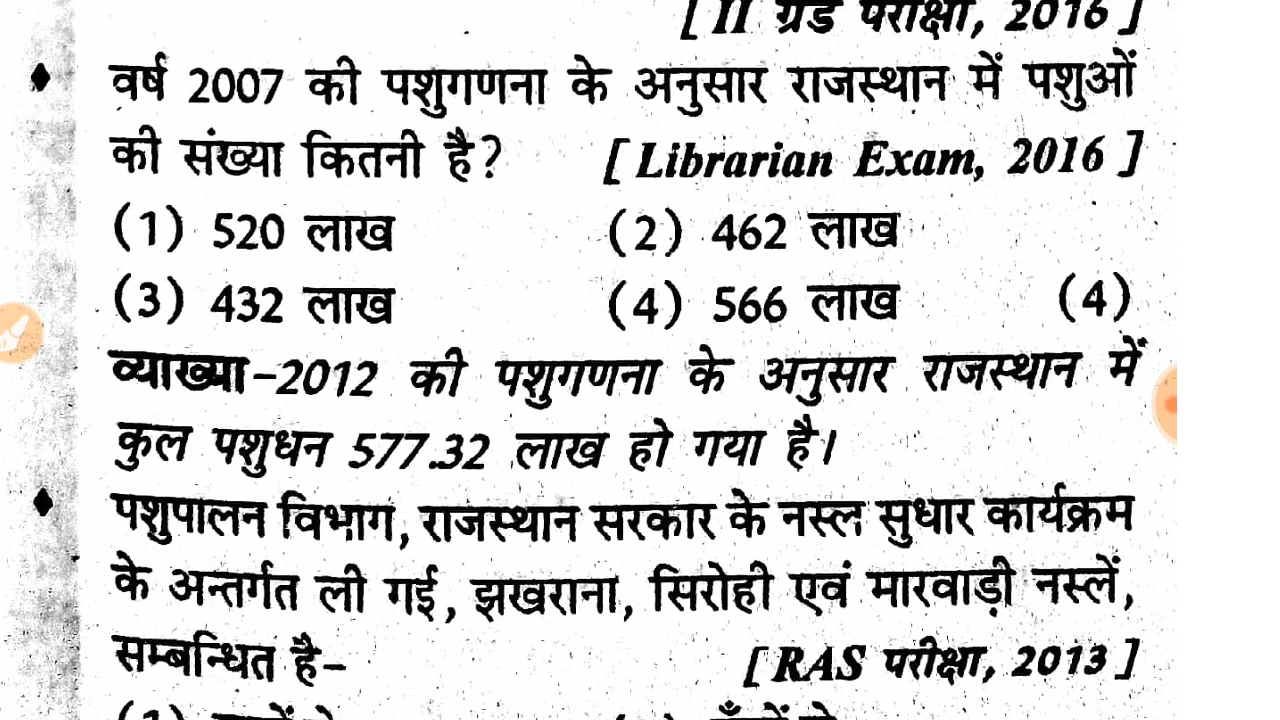 [ II ग्रेड परीक्षा, 2016 ]
♦ वर्ष 2007 की पशुगणना के अनुसार राजस्थान में पशुओं
की संख्या कितनी है? [ Librarian Exam, 2016 ]
(1) 520 लाख (2) 462 लाख
(3) 432 लाख (4) 566 लाख (4)
व्याख्या–2012 की पशुगणना के अनुसार राजस्थान में
कुल पशुधन 577.32 लाख हो गया है।
♦ पशुपालन विभाग, राजस्थान सरकार के नस्ल सुधार कार्यक्रम
के अन्तर्गत ली गई, झखराना, सिरोही एवं मारवाड़ी नस्लें,
सम्बन्धित है– [ RAS परीक्षा, 2013 ]